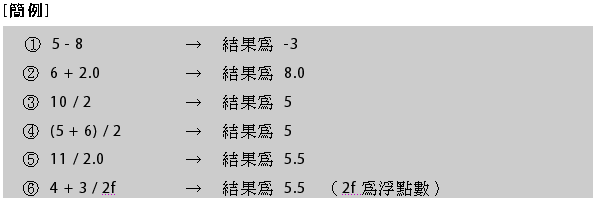 [簡例]
① 5 - 8 → 結果爲 -3
② 6 + 2.0 → 結果爲 8.0
③ 10 / 2 → 結果爲 5
④ (5 + 6) / 2 → 結果爲 5
⑤ 11 / 2.0 → 結果爲 5.5
⑥ 4 + 3 / 2f → 結果爲 5.5 （2f 爲浮點數）